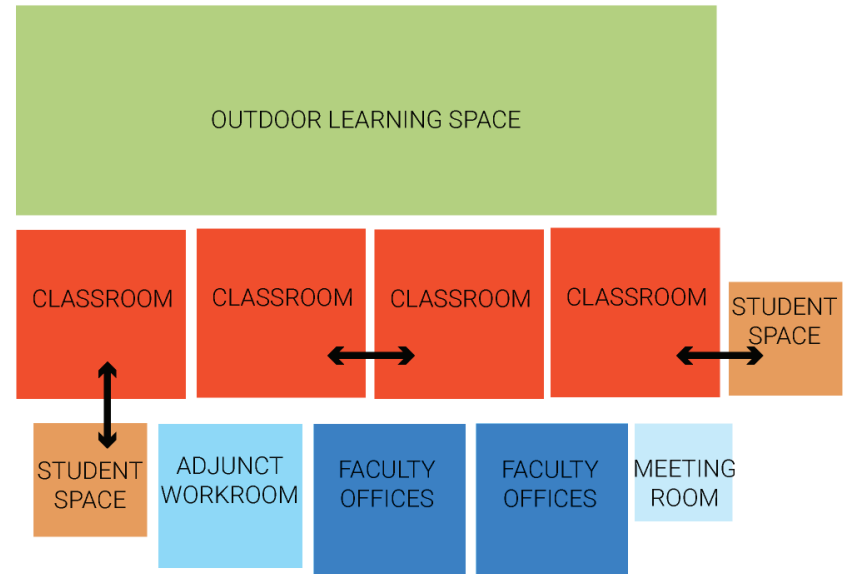 OUTDOOR LEARNING SPACE
CLASSROOM
CLASSROOM
CLASSROOM
CLASSROOM
STUDENT
SPACE
STUDENT
SPACE
ADJUNCT
WORKROOM
FACULTY
OFFICES
FACULTY
OFFICES
MEETING
ROOM